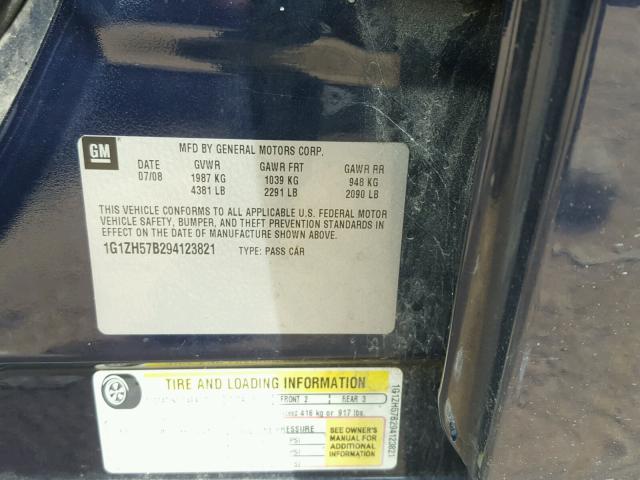 GM
MFD BY GENERAL MOTORS CORP.
DATE GVWR GAWR FRT GAWR RR
07/08 1987 KG 1039 KG 948 KG
4381 LB 2291 LB 2090 LB
THIS VEHICLE CONFORMS TO ALL APPLICABLE U.S. FEDERAL MOTOR
VEHICLE SAFETY, BUMPER, AND THEFT PREVENTION STANDARDS IN
EFFECT ON THE DATE OF MANUFACTURE SHOWN ABOVE.
1G1ZH57B294123821 TYPE: PASS CAR
TIRE AND LOADING INFORMATION
FRONT 2 REAR 3
416 kg or 917 lbs.
PRESSURE
PSI
PSI
SEE OWNER'S
MANUAL FOR
ADDITIONAL
INFORMATION
1G1ZH57B294123821